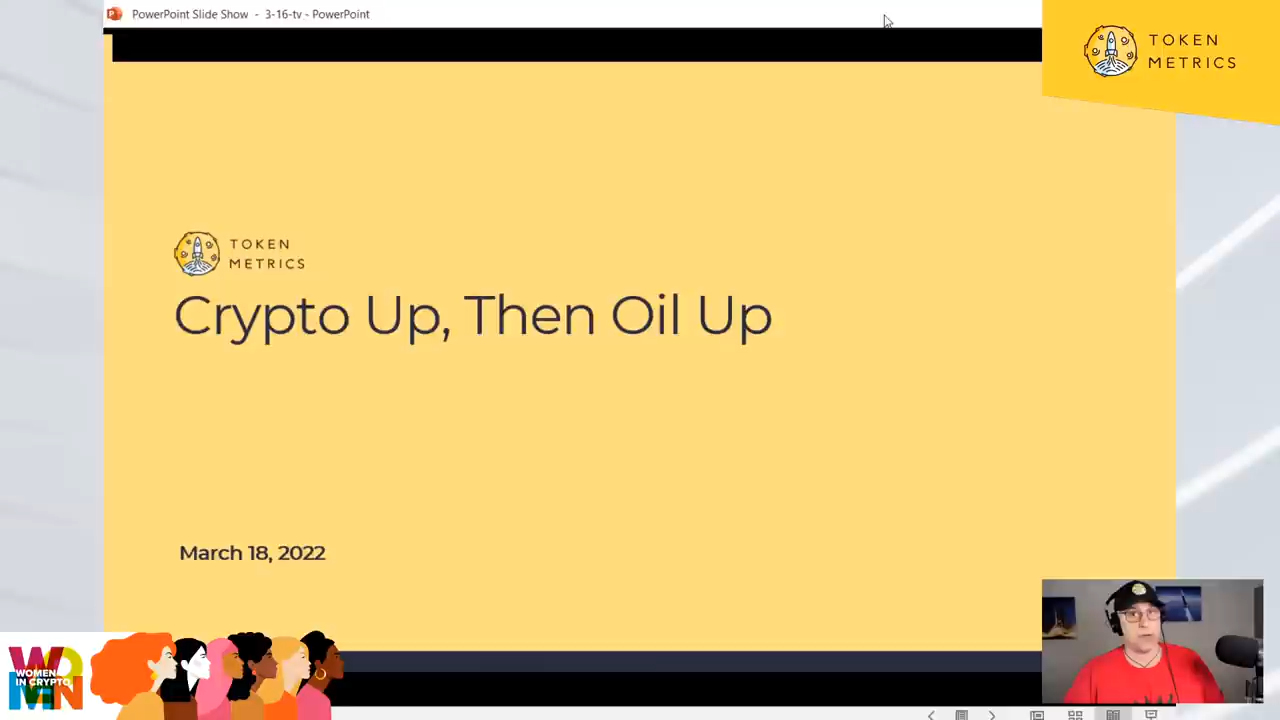 PowerPoint Slide Show - 3-16-tv - PowerPoint
TOKEN
METRICS
TOKEN
METRICS
Crypto Up, Then Oil Up
March 18, 2022
WOMEN
WOMEN
IN CRYPTO